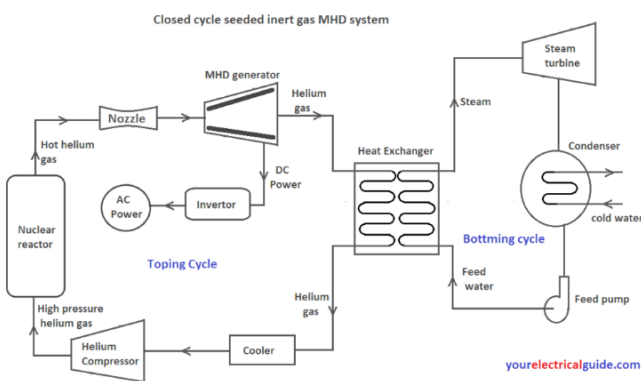 Closed cycle seeded inert gas MHD system
Steam
turbine
MHD generator
Helium
gas
Nozzle
Steam
Hot helium
gas
Heat Exchanger
Condenser
DC
Power
AC
Power
Invertor
cold water
Nuclear
reactor
Toping Cycle
Bottming cycle
Feed
water
Feed pump
High pressure
helium gas
Helium
gas
Helium
Compressor
Cooler
yourelectricalguide.com